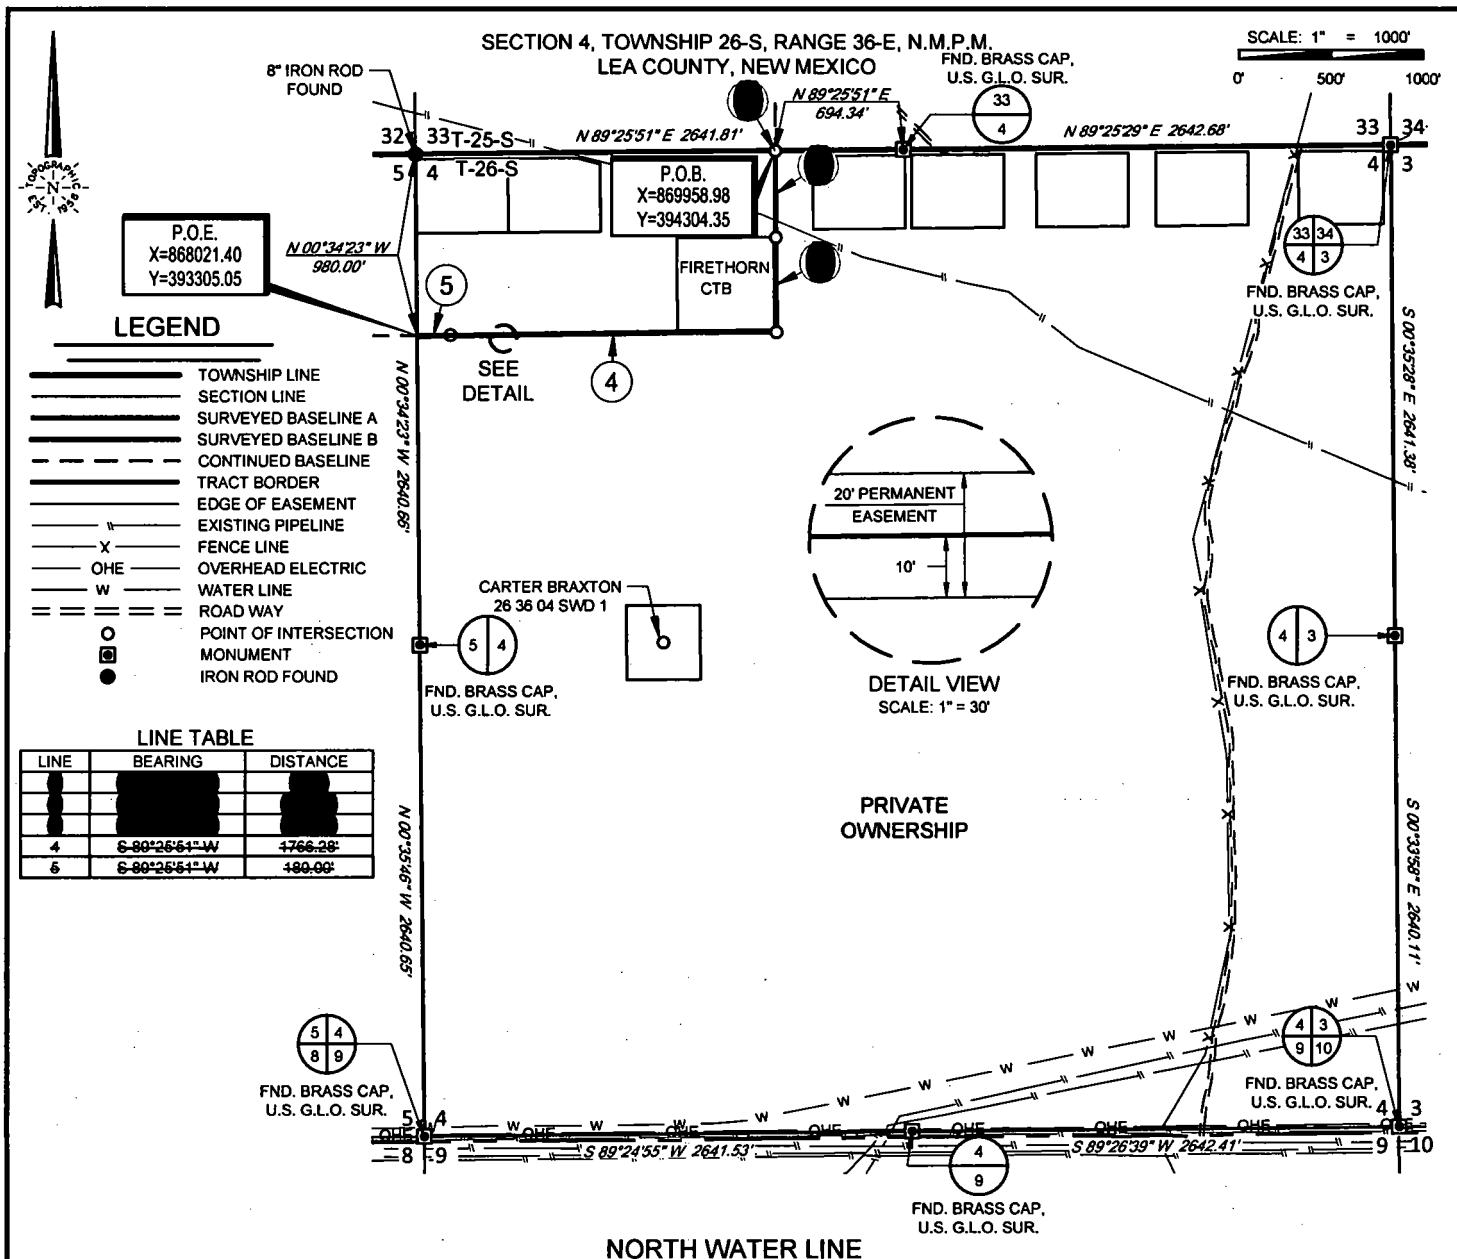 SECTION 4, TOWNSHIP 26-S, RANGE 36-E, N.M.P.M.
LEA COUNTY, NEW MEXICO
SCALE: 1" = 1000'
0' 500' 1000'
8" IRON ROD
FOUND
FND. BRASS CAP,
U.S. G.L.O. SUR.
33
4
N 89°25'51" E
694.34'
32 33 T-25-S
5 4 T-26-S
N 89°25'51" E 2641.81'
N 89°25'29" E 2642.68'
33 34
4 3
TOPOGRAPHIC
N
EST. 1958
P.O.B.
X=869958.98
Y=394304.35
P.O.E.
X=868021.40
Y=393305.05
N 00°34'23" W
980.00'
FIRETHORN
CTB
33 34
4 3
FND. BRASS CAP,
U.S. G.L.O. SUR.
5
4
SEE
DETAIL
LEGEND
TOWNSHIP LINE
SECTION LINE
SURVEYED BASELINE A
SURVEYED BASELINE B
CONTINUED BASELINE
TRACT BORDER
EDGE OF EASEMENT
EXISTING PIPELINE
X FENCE LINE
OHE OVERHEAD ELECTRIC
W WATER LINE
ROAD WAY
POINT OF INTERSECTION
MONUMENT
IRON ROD FOUND
N 00°34'23" W 2640.66'
S 00°35'28" E 2641.38'
20' PERMANENT
EASEMENT
10'
DETAIL VIEW
SCALE: 1" = 30'
CARTER BRAXTON
26 36 04 SWD 1
5 4
FND. BRASS CAP,
U.S. G.L.O. SUR.
4 3
FND. BRASS CAP,
U.S. G.L.O. SUR.
LINE TABLE
LINE BEARING DISTANCE
4 S 89°25'51" W 1766.28'
5 S 89°25'51" W 180.00'
PRIVATE
OWNERSHIP
N 00°35'46" W 2640.65'
S 00°33'58" E 2640.11'
5 4
8 9
FND. BRASS CAP,
U.S. G.L.O. SUR.
4 3
9 10
FND. BRASS CAP,
U.S. G.L.O. SUR.
W W W W W W W W W W
5 4
4 3
OHE OHE OHE OHE OHE OHE OHE
8 9
S 89°24'55" W 2641.53'
S 89°26'39" W 2642.41'
9 10
4
9
FND. BRASS CAP,
U.S. G.L.O. SUR.
NORTH WATER LINE